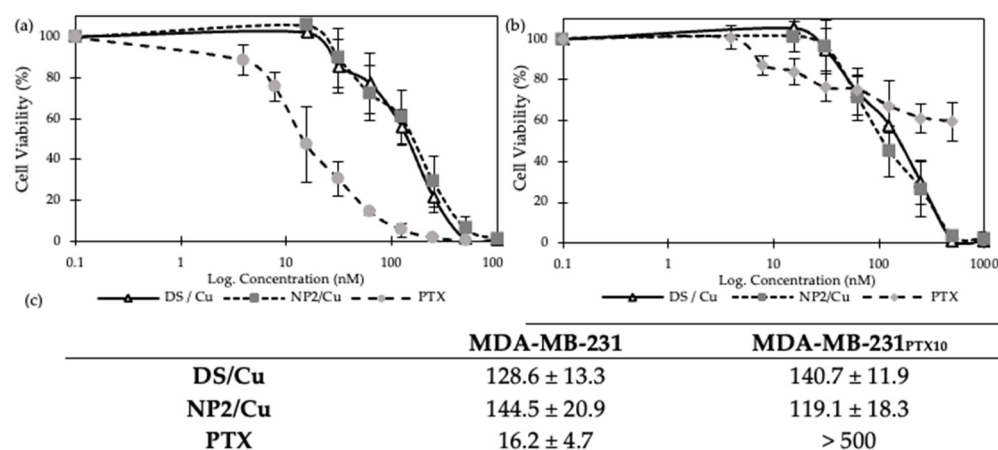 (a)
Cell Viability (%)
100
80
60
40
20
0
0.1 1 10 100 100
Log. Concentration (nM)
DS / Cu NP2/Cu PTX
(b)
Cell Viability (%)
100
80
60
40
20
0
0.1 1 10 100 1000
Log. Concentration (nM)
DS / Cu NP2/Cu PTX
(c)
MDA-MB-231 MDA-MB-231PTX10
DS/Cu 128.6 ± 13.3 140.7 ± 11.9
NP2/Cu 144.5 ± 20.9 119.1 ± 18.3
PTX 16.2 ± 4.7 > 500